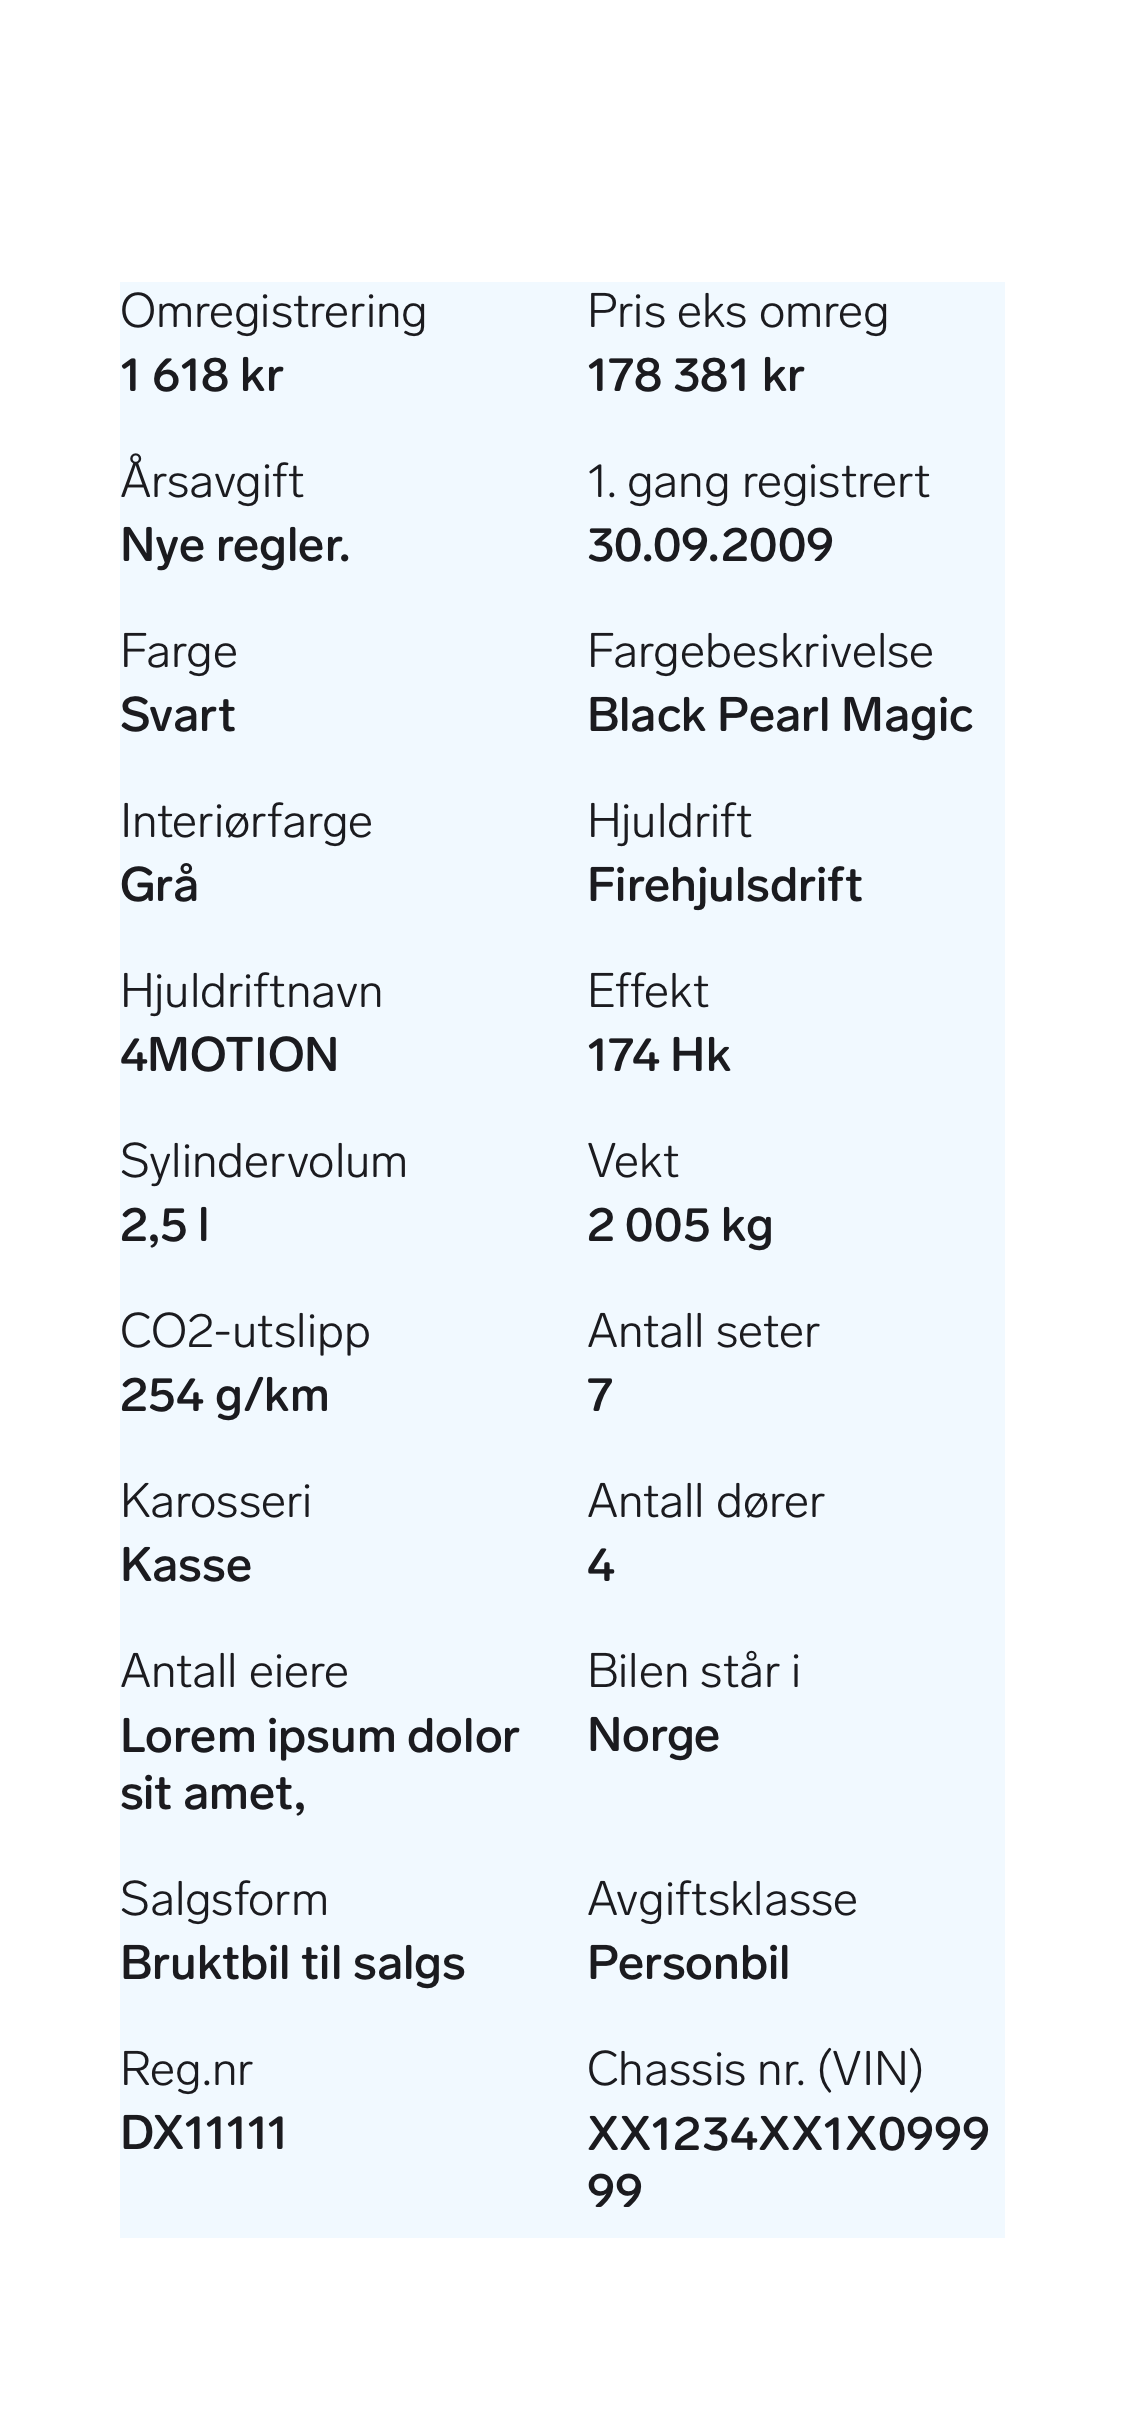 Omregistrering
1 618 kr
Pris eks omreg
178 381 kr
Årsavgift
Nye regler.
1. gang registrert
30.09.2009
Farge
Svart
Fargebeskrivelse
Black Pearl Magic
Interiørfarge
Grå
Hjuldrift
Firehjulsdrift
Hjuldriftnavn
4MOTION
Effekt
174 Hk
Sylindervolum
2,5 l
Vekt
2 005 kg
CO2-utslipp
254 g/km
Antall seter
7
Karosseri
Kasse
Antall dører
4
Antall eiere
Lorem ipsum dolor
sit amet,
Bilen står i
Norge
Salgsform
Bruktbil til salgs
Avgiftsklasse
Personbil
Reg.nr
DX11111
Chassis nr. (VIN)
XX1234XX1X0999
99